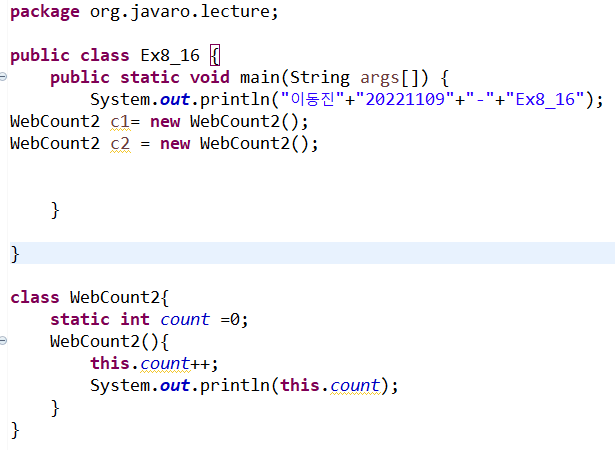 package org.javaro.lecture;
public class Ex8_16 {
public static void main(String args[]) {
System.out.println("이동진"+"20221109"+"-"+"Ex8_16");
WebCount2 c1= new WebCount2();
WebCount2 c2 = new WebCount2();
}
}
class WebCount2{
static int count =0;
WebCount2(){
this.count++;
System.out.println(this.count);
}
}